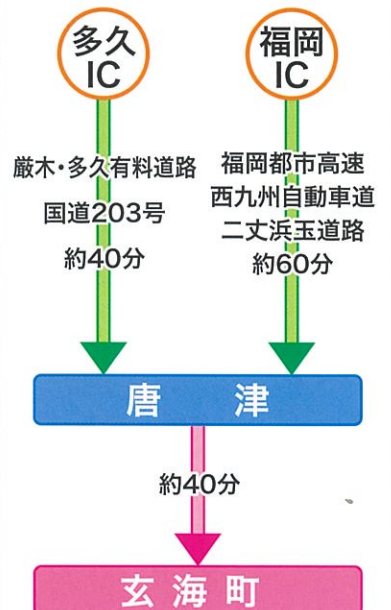 多久
IC
福岡
IC
厳木・多久有料道路
国道203号
約40分
福岡都市高速
西九州自動車道
二丈浜玉道路
約60分
唐津
約40分
玄海町